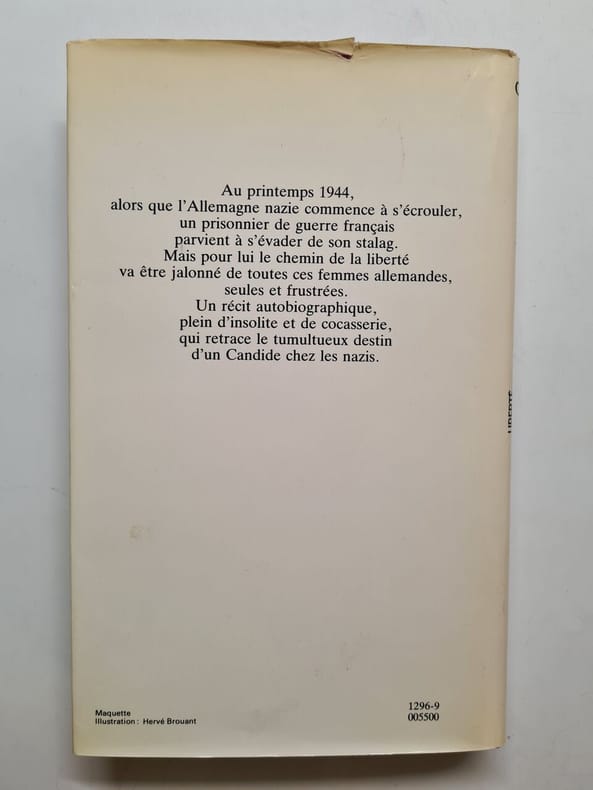 Au printemps 1944,
alors que l'Allemagne nazie commence à s'écrouler,
un prisonnier de guerre français
parvient à s'évader de son stalag.
Mais pour lui le chemin de la liberté
va être jalonné de toutes ces femmes allemandes,
seules et frustrées.
Un récit autobiographique,
plein d'insolite et de cocasserie,
qui retrace le tumultueux destin
d'un Candide chez les nazis.
LIBERTÉ
Maquette
Illustration : Hervé Brouant
1296-9
005500